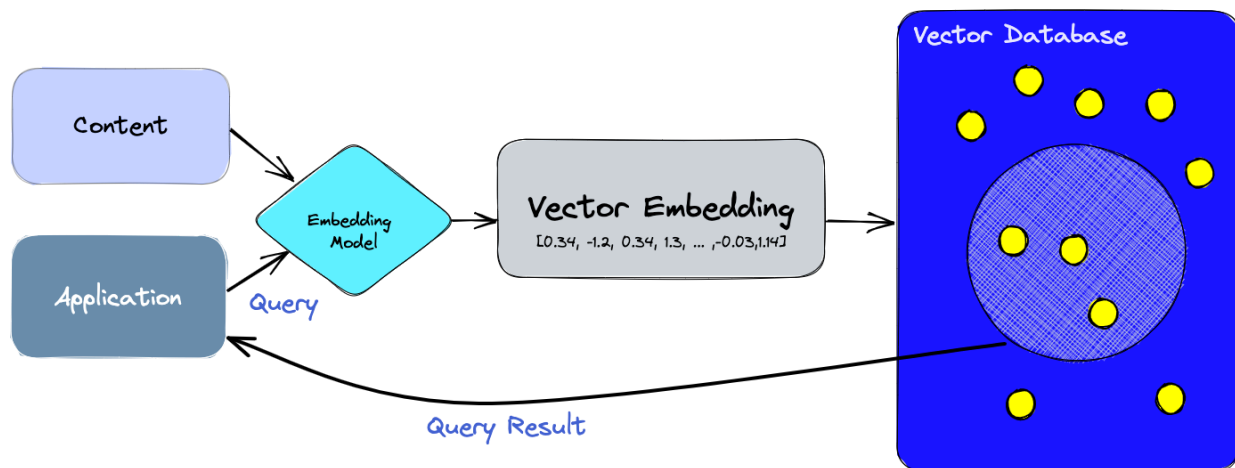 Vector Database
Content
Embedding
Model
Vector Embedding
[0.34, -1.2, 0.34, 1.3, ... ,-0.03,1.14]
Application
Query
Query Result